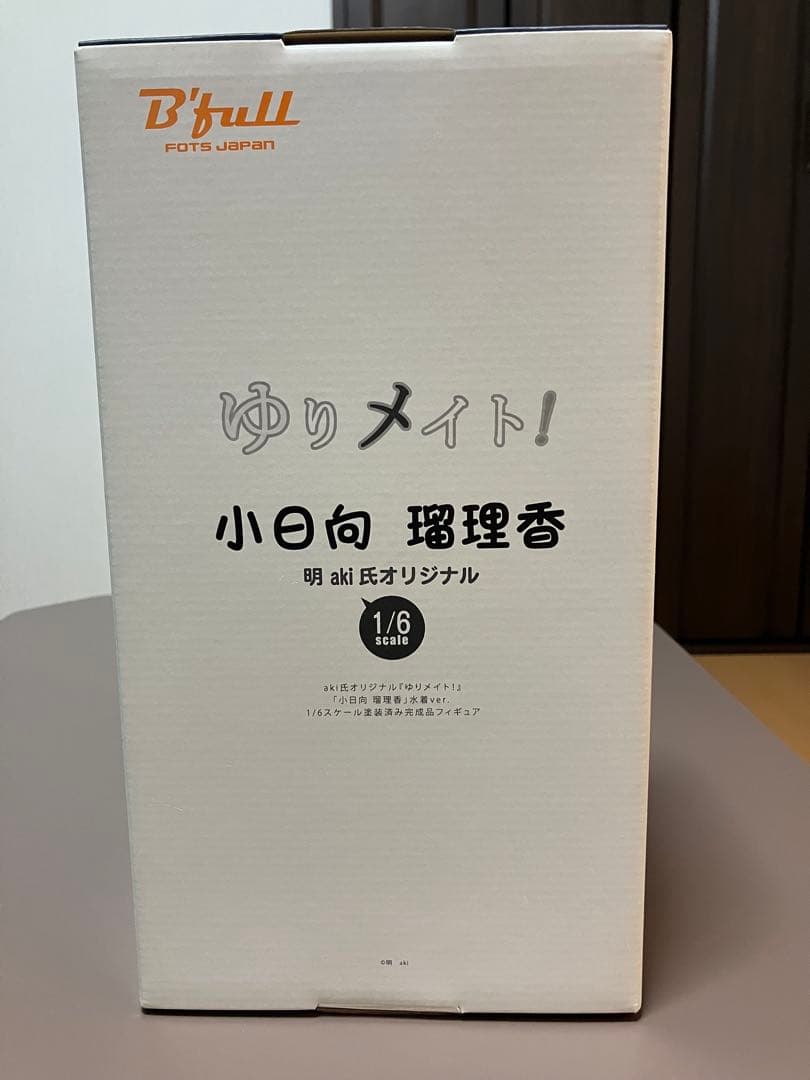 B'full
FOTS Japan
ゆりメイト!
小日向 瑠理香
明 aki 氏オリジナル
1/6
scale
aki氏オリジナル『ゆりメイト!』
「小日向 瑠理香」水着ver.
1/6スケール塗装済み完成品フィギュア
©明 aki